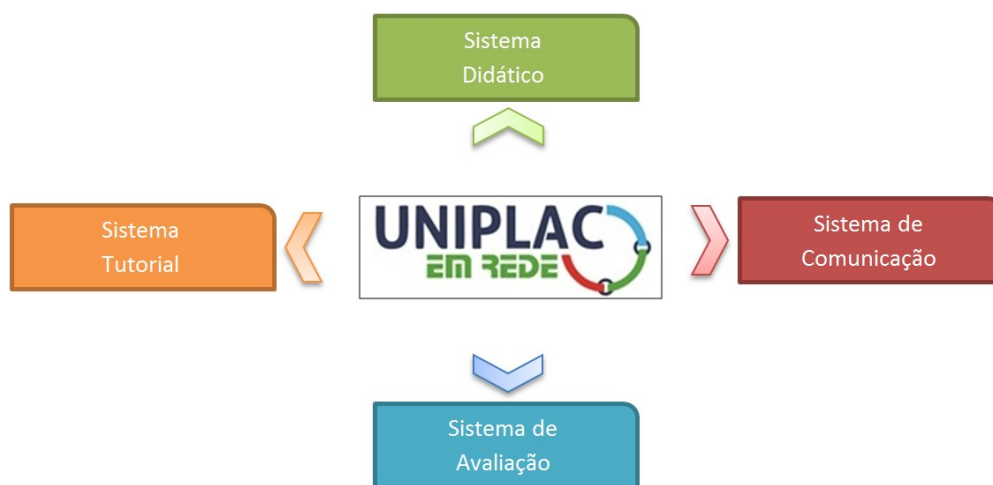 Sistema
Didático
Sistema
Tutorial
UNIPLAC
EM REDE
Sistema de
Comunicação
Sistema de
Avaliação